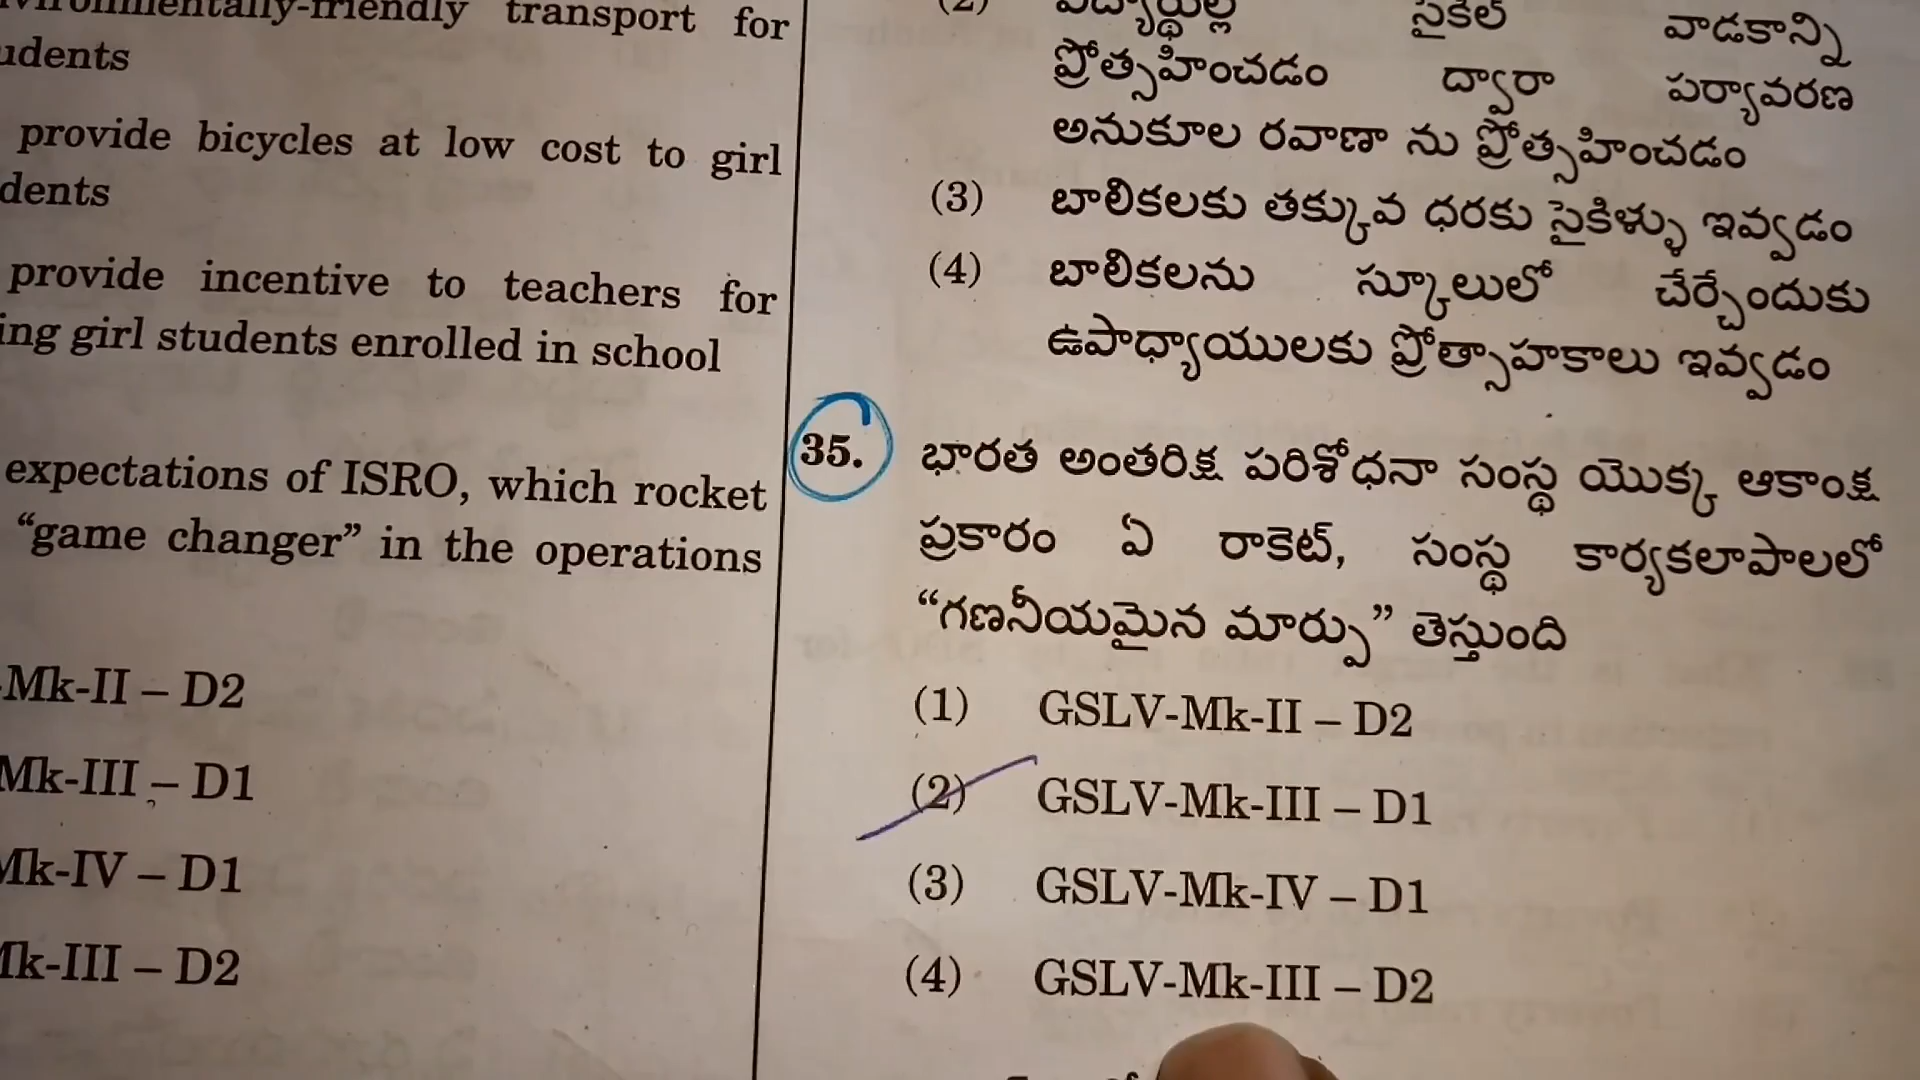 transport for
provide bicycles at low cost to girl
provide incentive to teachers for
girl students enrolled in school
expectations of ISRO, which rocket
“game changer” in the operations
Mk-II – D2
Mk-III – D1
Mk-IV – D1
k-III – D2
(2) విద్యార్థుల్ల సైకిల్ వాడకాన్ని
ప్రోత్సహించడం ద్వారా పర్యావరణ
అనుకూల రవాణా ను ప్రోత్సహించడం
(3) బాలికలకు తక్కువ ధరకు సైకిళ్ళు ఇవ్వడం
(4) బాలికలను స్కూలులో చేర్చేందుకు
ఉపాధ్యాయులకు ప్రోత్సాహకాలు ఇవ్వడం
35. భారత అంతరిక్ష పరిశోధనా సంస్థ యొక్క ఆకాంక్ష
ప్రకారం ఏ రాకెట్, సంస్థ కార్యకలాపాలలో
“గణనీయమైన మార్పు” తెస్తుంది
(1) GSLV-Mk-II – D2
(2) GSLV-Mk-III – D1
(3) GSLV-Mk-IV – D1
(4) GSLV-Mk-III – D2